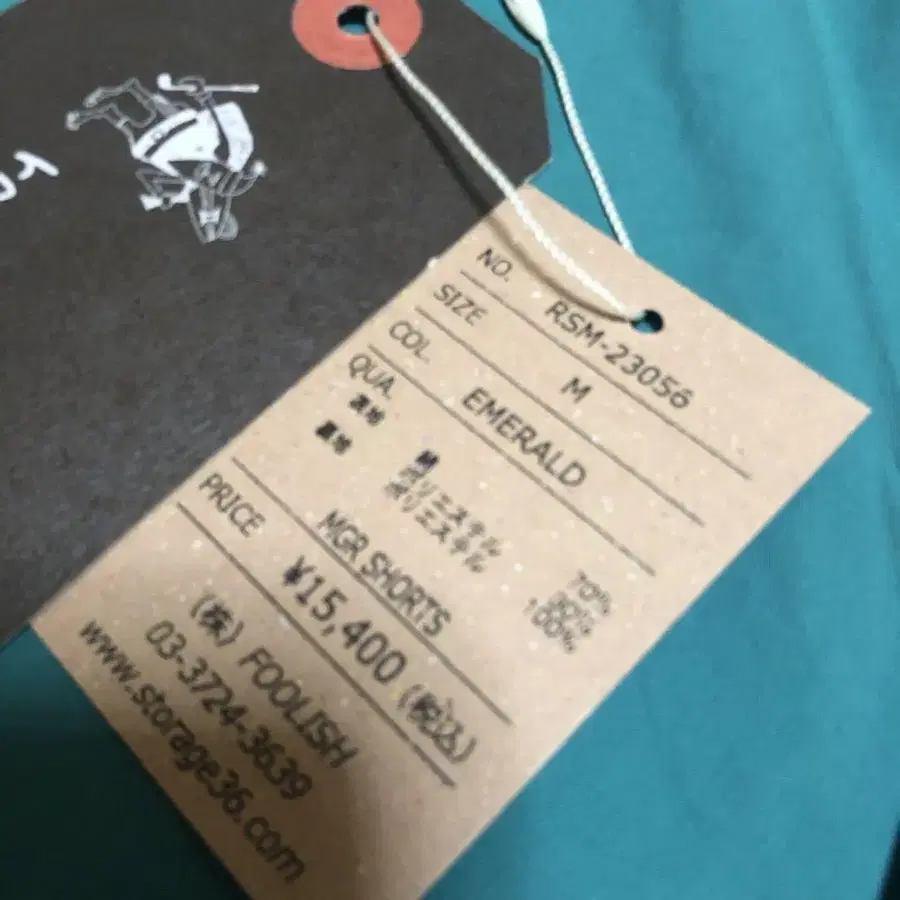 NO. RSM-23056
SIZE M
COL. EMERALD
QUA.
表地
裏地
ポリエステル
ポリエステル
70%
30%
100%
MGR SHORTS
PRICE ¥15,400 (税込)
(株) FOOLISH
03-3724-3639
www.storage36.com